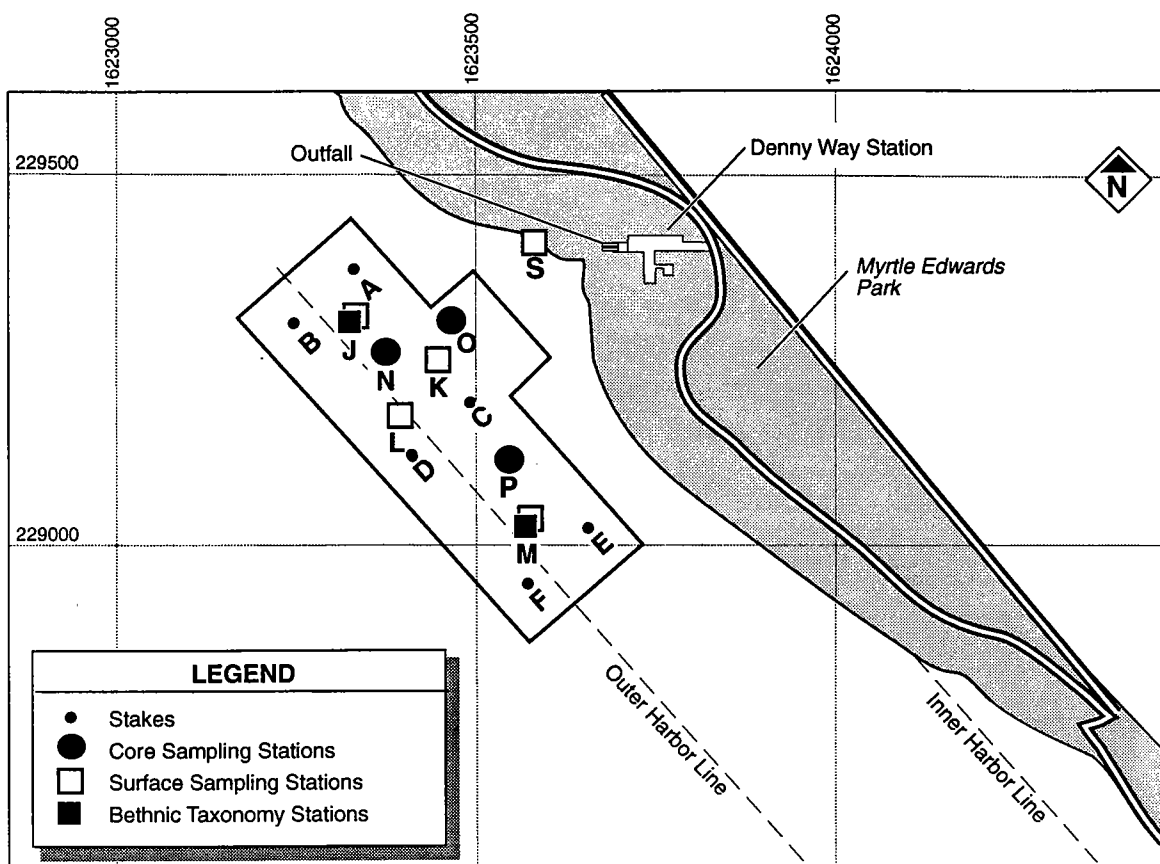 1623000
1623500
1624000
229500
Outfall
Denny Way Station
N
S
Myrtle Edwards
Park
A
B
J
N
O
K
C
L
D
P
229000
M
E
F
LEGEND
Stakes
Core Sampling Stations
Surface Sampling Stations
Bethnic Taxonomy Stations
Outer Harbor Line
Inner Harbor Line